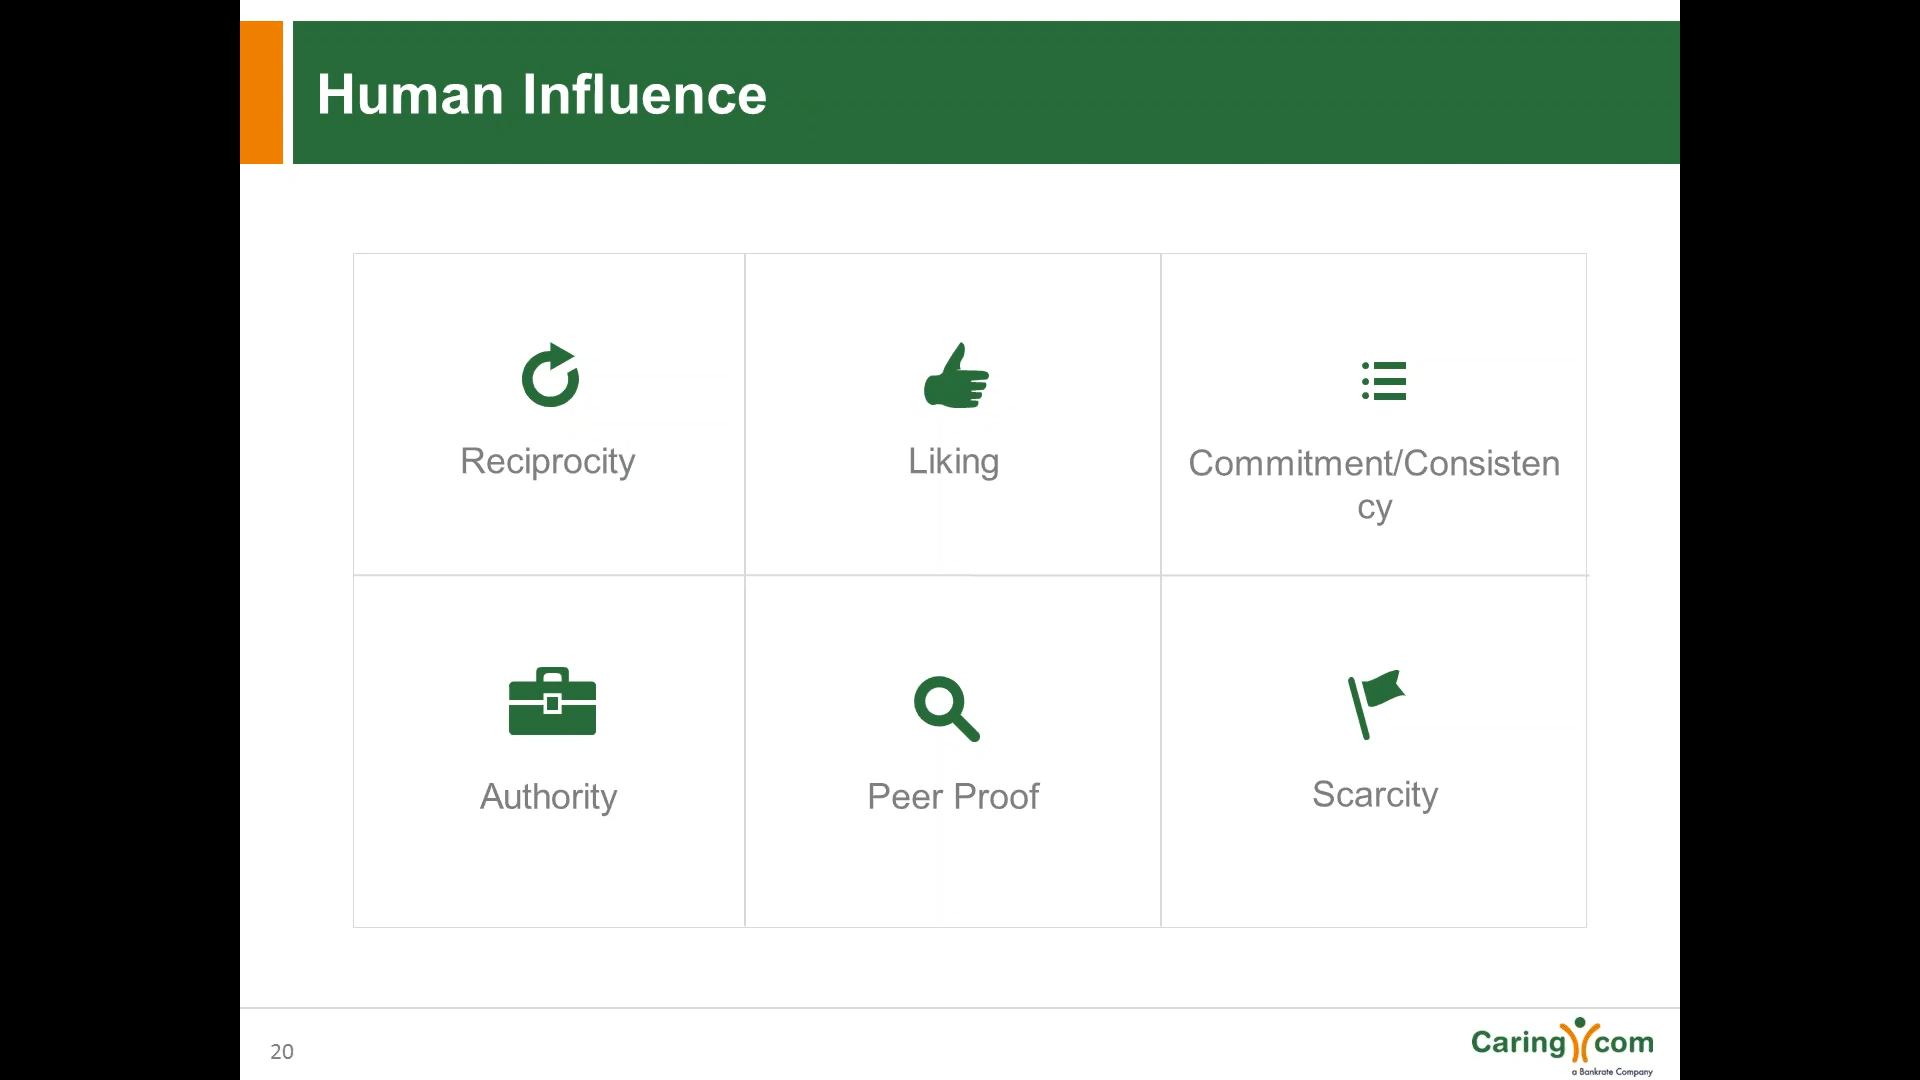 Human Influence
Reciprocity
Liking
Commitment/Consisten
cy
Authority
Peer Proof
Scarcity
20
Caring com
a Bankrate Company